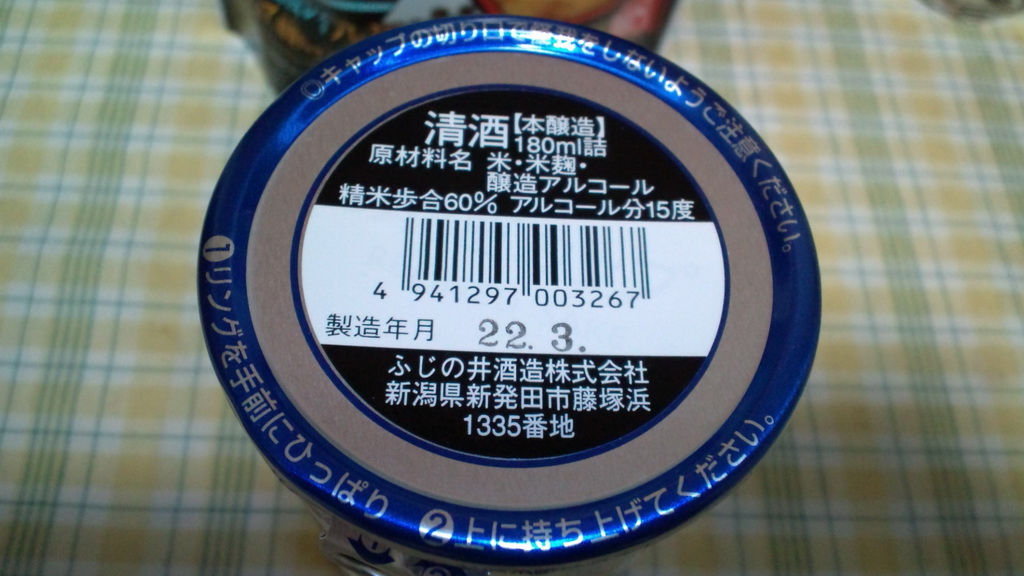 ◎キャップの切り口で怪我をしないようご注意ください。
清酒【本醸造】
180ml詰
原材料名 米・米麹・
醸造アルコール
精米歩合60% アルコール分15度
4 941297 003267
製造年月 22.3.
ふじの井酒造株式会社
新潟県新発田市藤塚浜
1335番地
❶リングを手前にひっぱり
❷上に持ち上げてください。